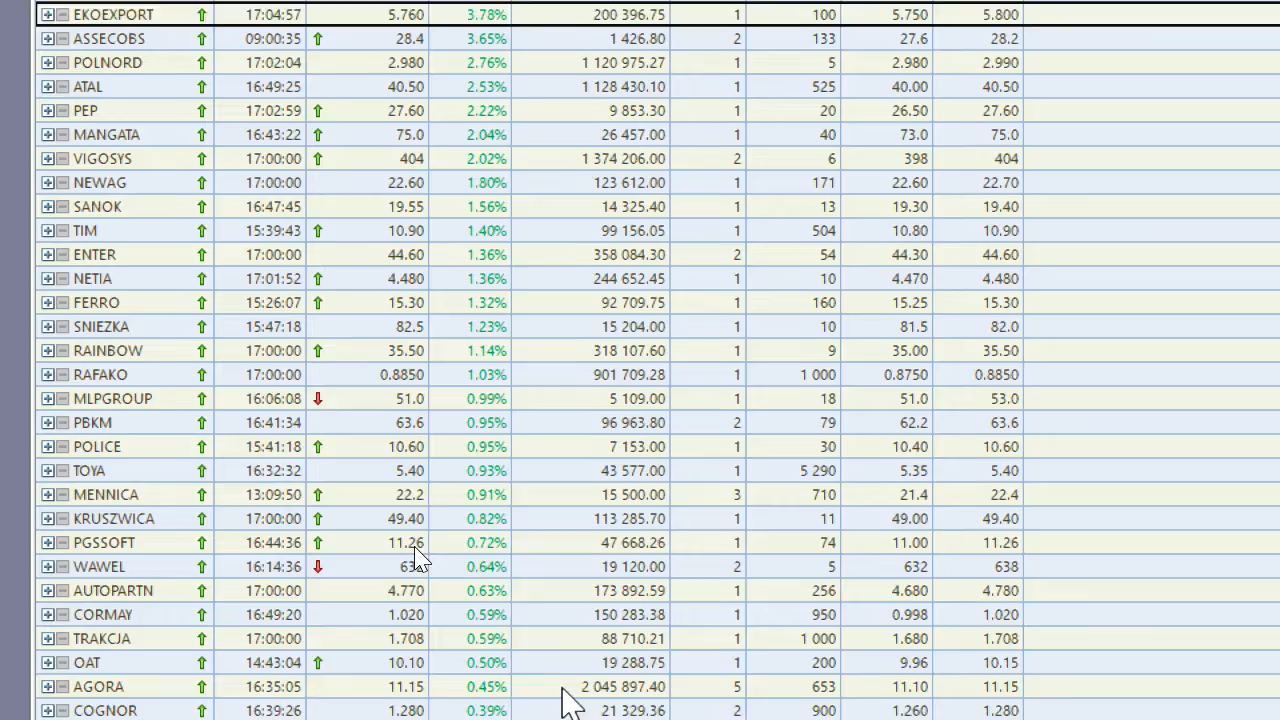 EKOEXPORT 17:04:57 5.760 3.78% 200 396.75 1 100 5.750 5.800
ASSECOBS 09:00:35 28.4 3.65% 1 426.80 2 133 27.6 28.2
POLNORD 17:02:04 2.980 2.76% 1 120 975.27 1 5 2.980 2.990
ATAL 16:49:25 40.50 2.53% 1 128 430.10 1 525 40.00 40.50
PEP 17:02:59 27.60 2.22% 9 853.30 1 20 26.50 27.60
MANGATA 16:43:22 75.0 2.04% 26 457.00 1 40 73.0 75.0
VIGOSYS 17:00:00 404 2.02% 1 374 206.00 2 6 398 404
NEWAG 17:00:00 22.60 1.80% 123 612.00 1 171 22.60 22.70
SANOK 16:47:45 19.55 1.56% 14 325.40 1 13 19.30 19.40
TIM 15:39:43 10.90 1.40% 99 156.05 1 504 10.80 10.90
ENTER 17:00:00 44.60 1.36% 358 084.30 2 54 44.30 44.60
NETIA 17:01:52 4.480 1.36% 244 652.45 1 10 4.470 4.480
FERRO 15:26:07 15.30 1.32% 92 709.75 1 160 15.25 15.30
SNIEZKA 15:47:18 82.5 1.23% 15 204.00 1 10 81.5 82.0
RAINBOW 17:00:00 35.50 1.14% 318 107.60 1 9 35.00 35.50
RAFAKO 17:00:00 0.8850 1.03% 901 709.28 1 1 000 0.8750 0.8850
MLPGROUP 16:06:08 51.0 0.99% 5 109.00 1 18 51.0 53.0
PBKM 16:41:34 63.6 0.95% 96 963.80 2 79 62.2 63.6
POLICE 15:41:18 10.60 0.95% 7 153.00 1 30 10.40 10.60
TOYA 16:32:32 5.40 0.93% 43 577.00 1 5 290 5.35 5.40
MENNICA 13:09:50 22.2 0.91% 15 500.00 3 710 21.4 22.4
KRUSZWICA 17:00:00 49.40 0.82% 113 285.70 1 11 49.00 49.40
PGSSOFT 16:44:36 11.26 0.72% 47 668.26 1 74 11.00 11.26
WAWEL 16:14:36 0.64% 19 120.00 2 5 632 638
AUTOPARTN 17:00:00 4.770 0.63% 173 892.59 1 256 4.680 4.780
CORMAY 16:49:20 1.020 0.59% 150 283.38 1 950 0.998 1.020
TRAKCJA 17:00:00 1.708 0.59% 88 710.21 1 1 000 1.680 1.708
OAT 14:43:04 10.10 0.50% 19 288.75 1 200 9.96 10.15
AGORA 16:35:05 11.15 0.45% 2 045 897.40 5 653 11.10 11.15
COGNOR 16:39:26 1.280 0.39% 21 329.36 2 900 1.260 1.280